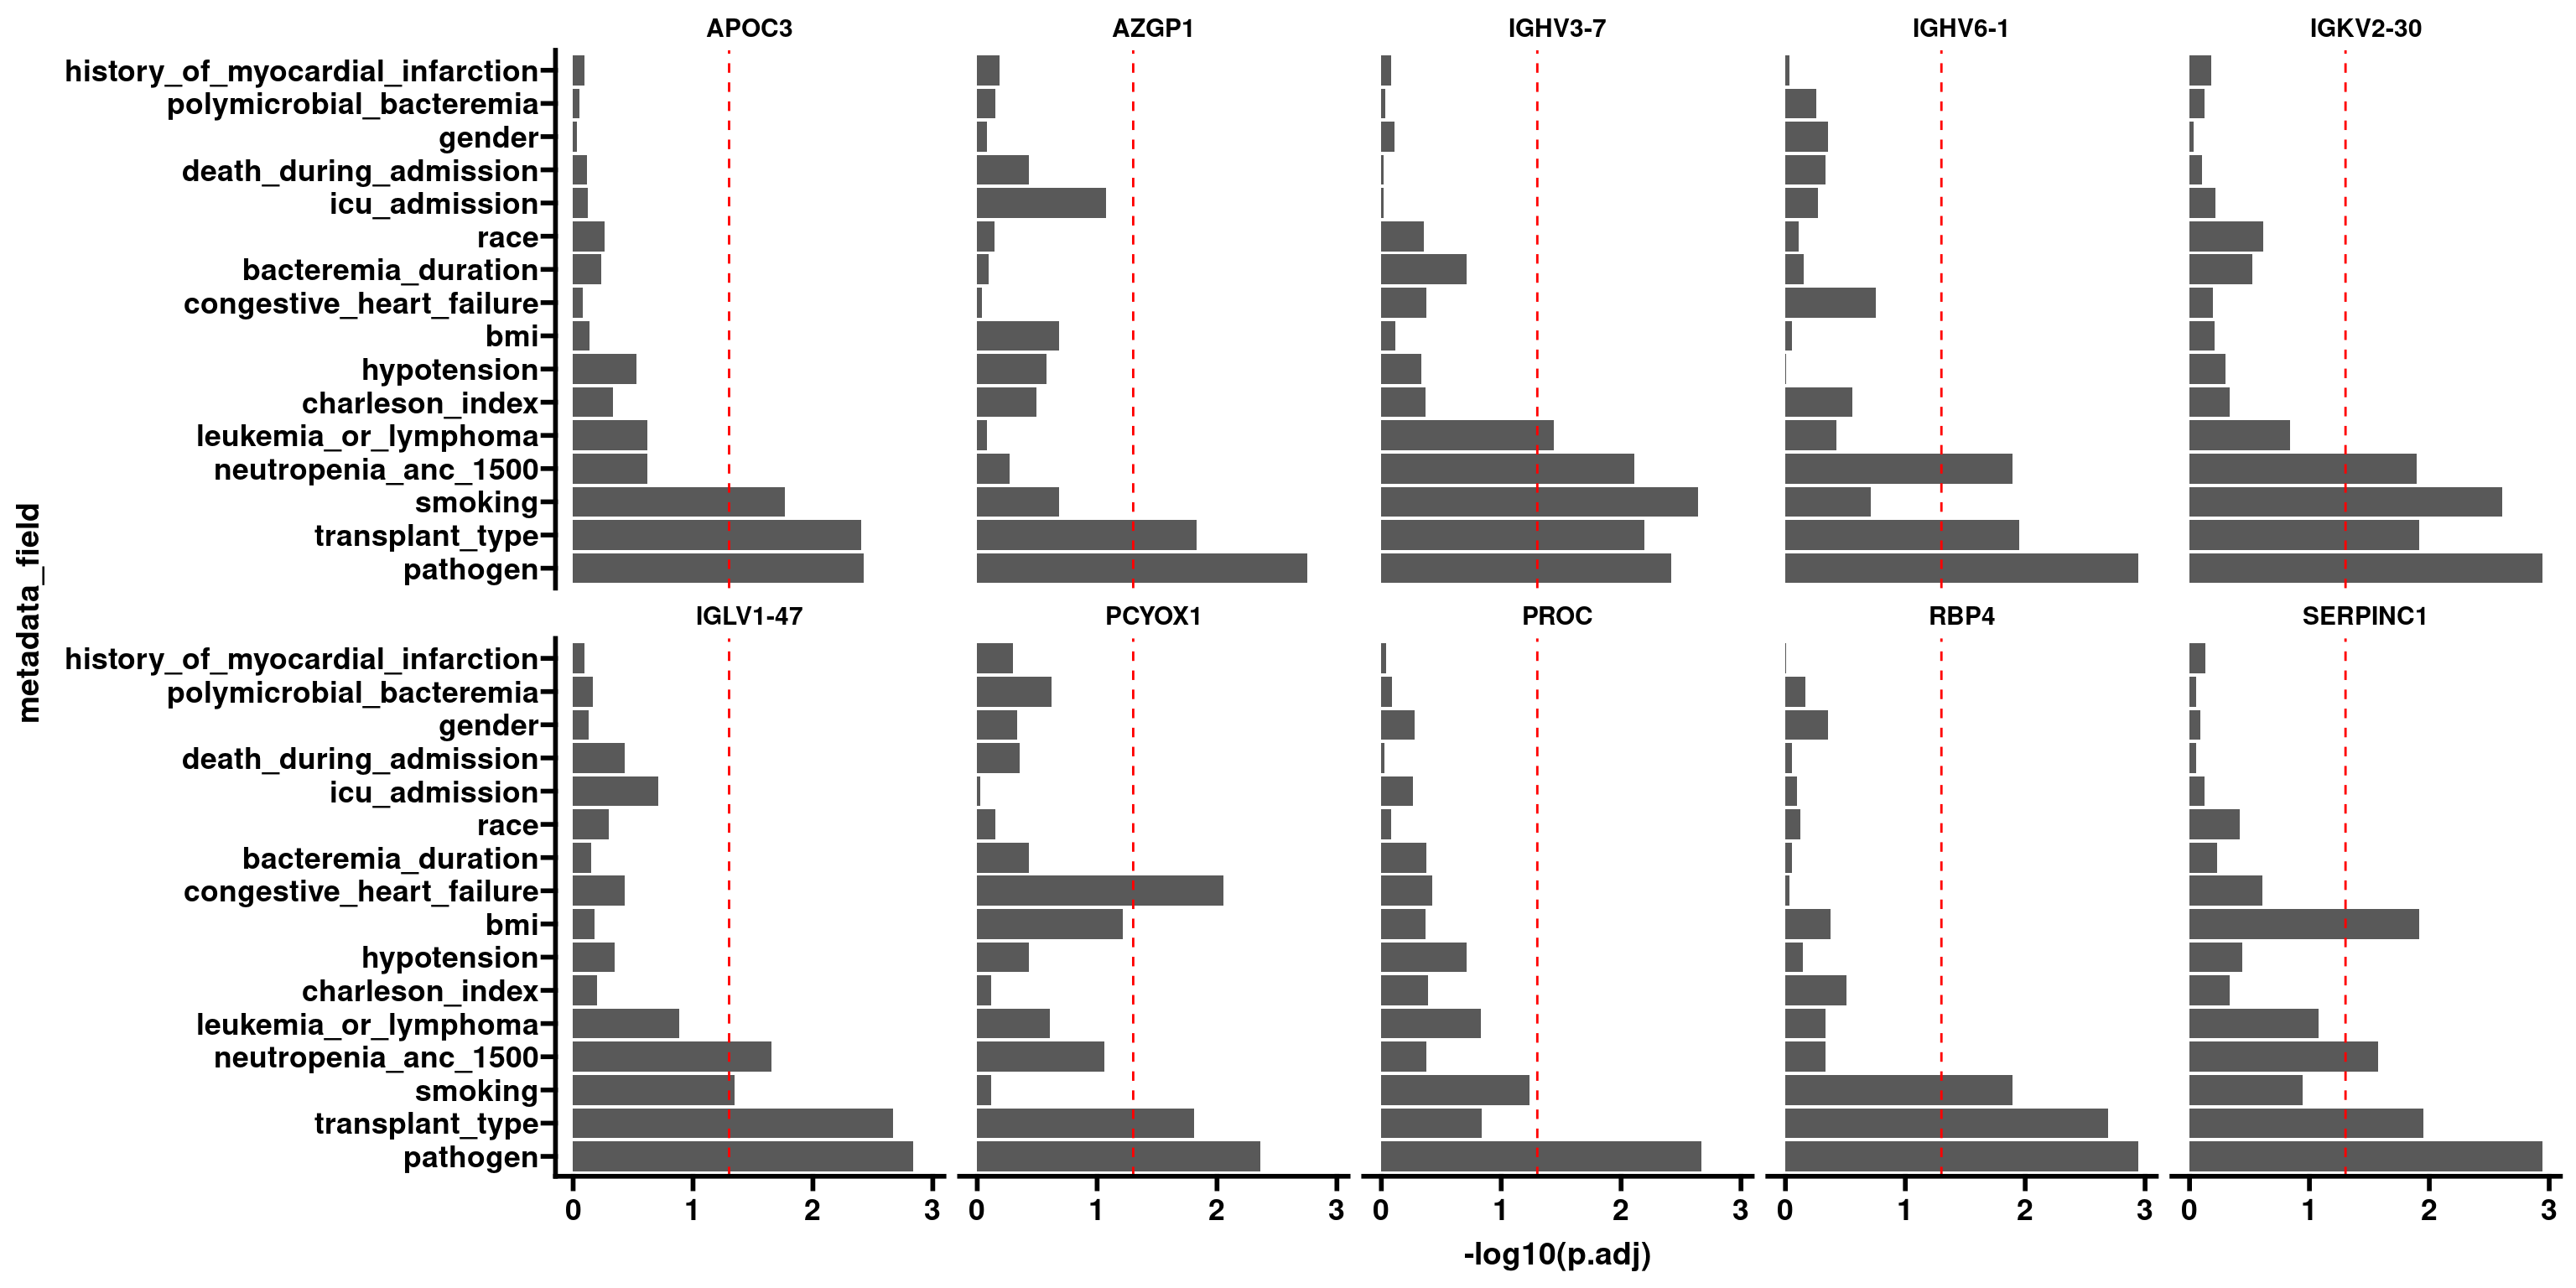 APOC3 AZGP1 IGHV3-7 IGHV6-1 IGKV2-30
history_of_myocardial_infarction
polymicrobial_bacteremia
gender
death_during_admission
icu_admission
race
bacteremia_duration
congestive_heart_failure
bmi
hypotension
charleson_index
leukemia_or_lymphoma
neutropenia_anc_1500
smoking
transplant_type
pathogen
metadata_field
IGLV1-47 PCYOX1 PROC RBP4 SERPINC1
history_of_myocardial_infarction
polymicrobial_bacteremia
gender
death_during_admission
icu_admission
race
bacteremia_duration
congestive_heart_failure
bmi
hypotension
charleson_index
leukemia_or_lymphoma
neutropenia_anc_1500
smoking
transplant_type
pathogen
0 1 2 3 0 1 2 3 0 1 2 3 0 1 2 3 0 1 2 3
-log10(p.adj)